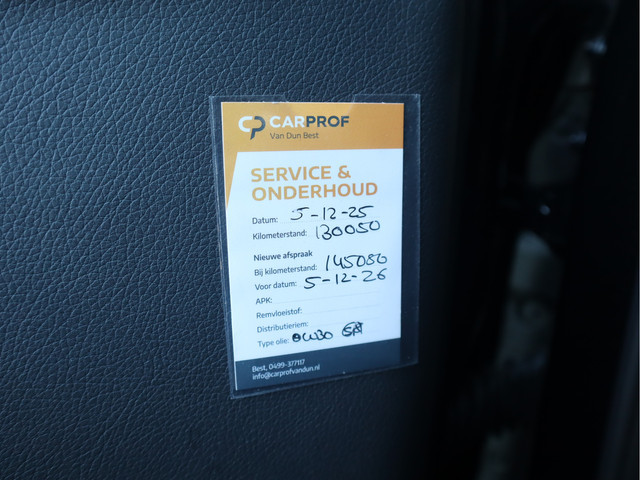 CARPROF
Van Dun Best
SERVICE &
ONDERHOUD
Datum: 5-12-25
Kilometerstand: 130050
Nieuwe afspraak
Bij kilometerstand: 145080
Voor datum: 5-12-26
APK:
Remvloeistof:
Distributieriem:
Type olie: 0W30
Best, 0499-377117
info@carprofvandun.nl